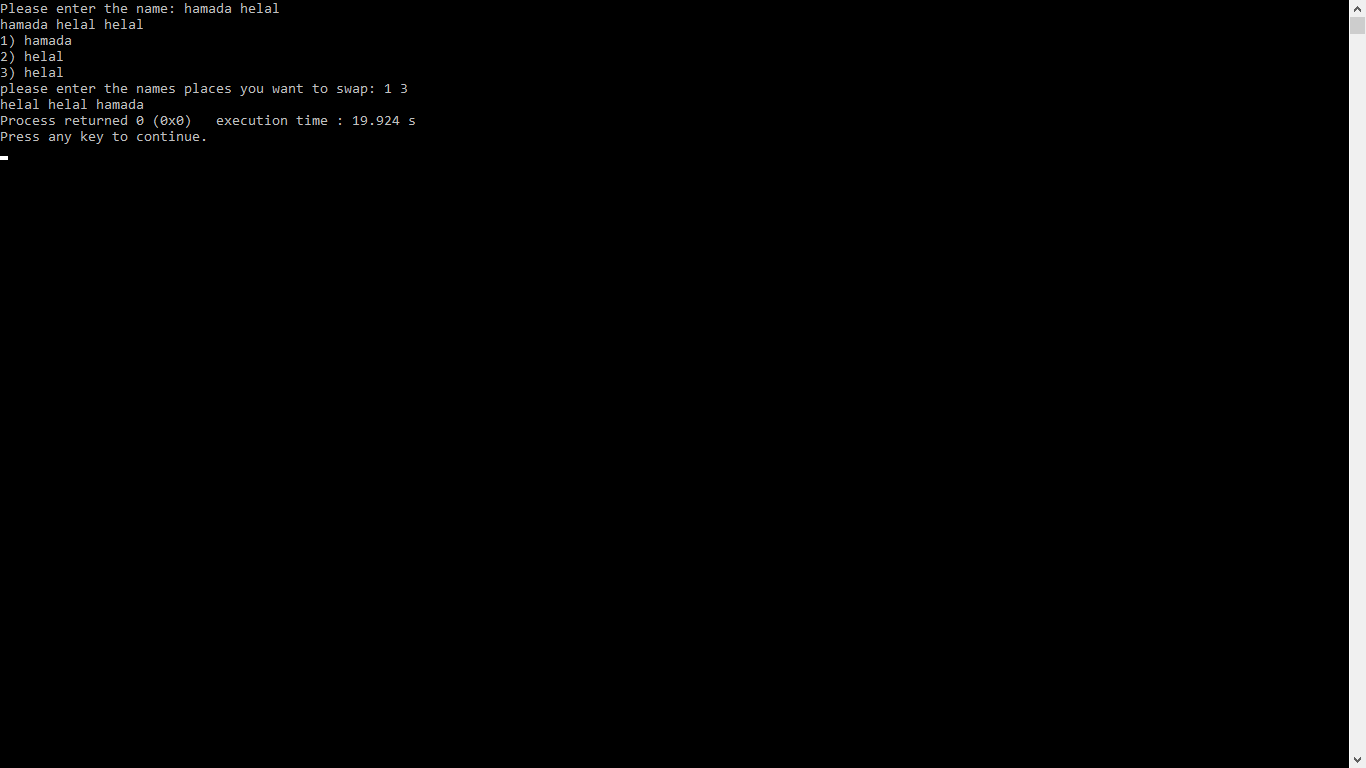 Please enter the name: hamada helal
hamada helal helal
1) hamada
2) helal
3) helal
please enter the names places you want to swap: 1 3
helal helal hamada
Process returned 0 (0x0)   execution time : 19.924 s
Press any key to continue.